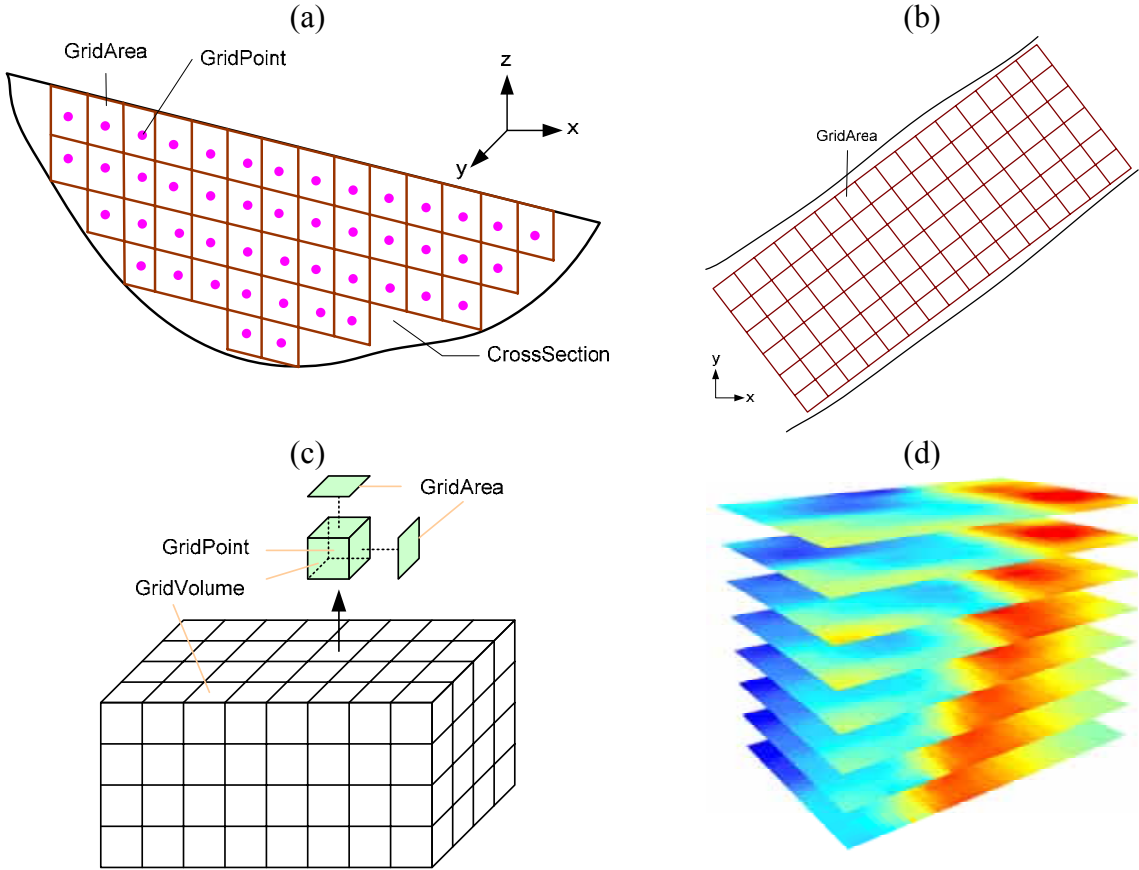 (a)
GridArea
GridPoint
z
x
y
CrossSection
(b)
GridArea
y
x
(c)
GridArea
GridPoint
GridVolume
(d)